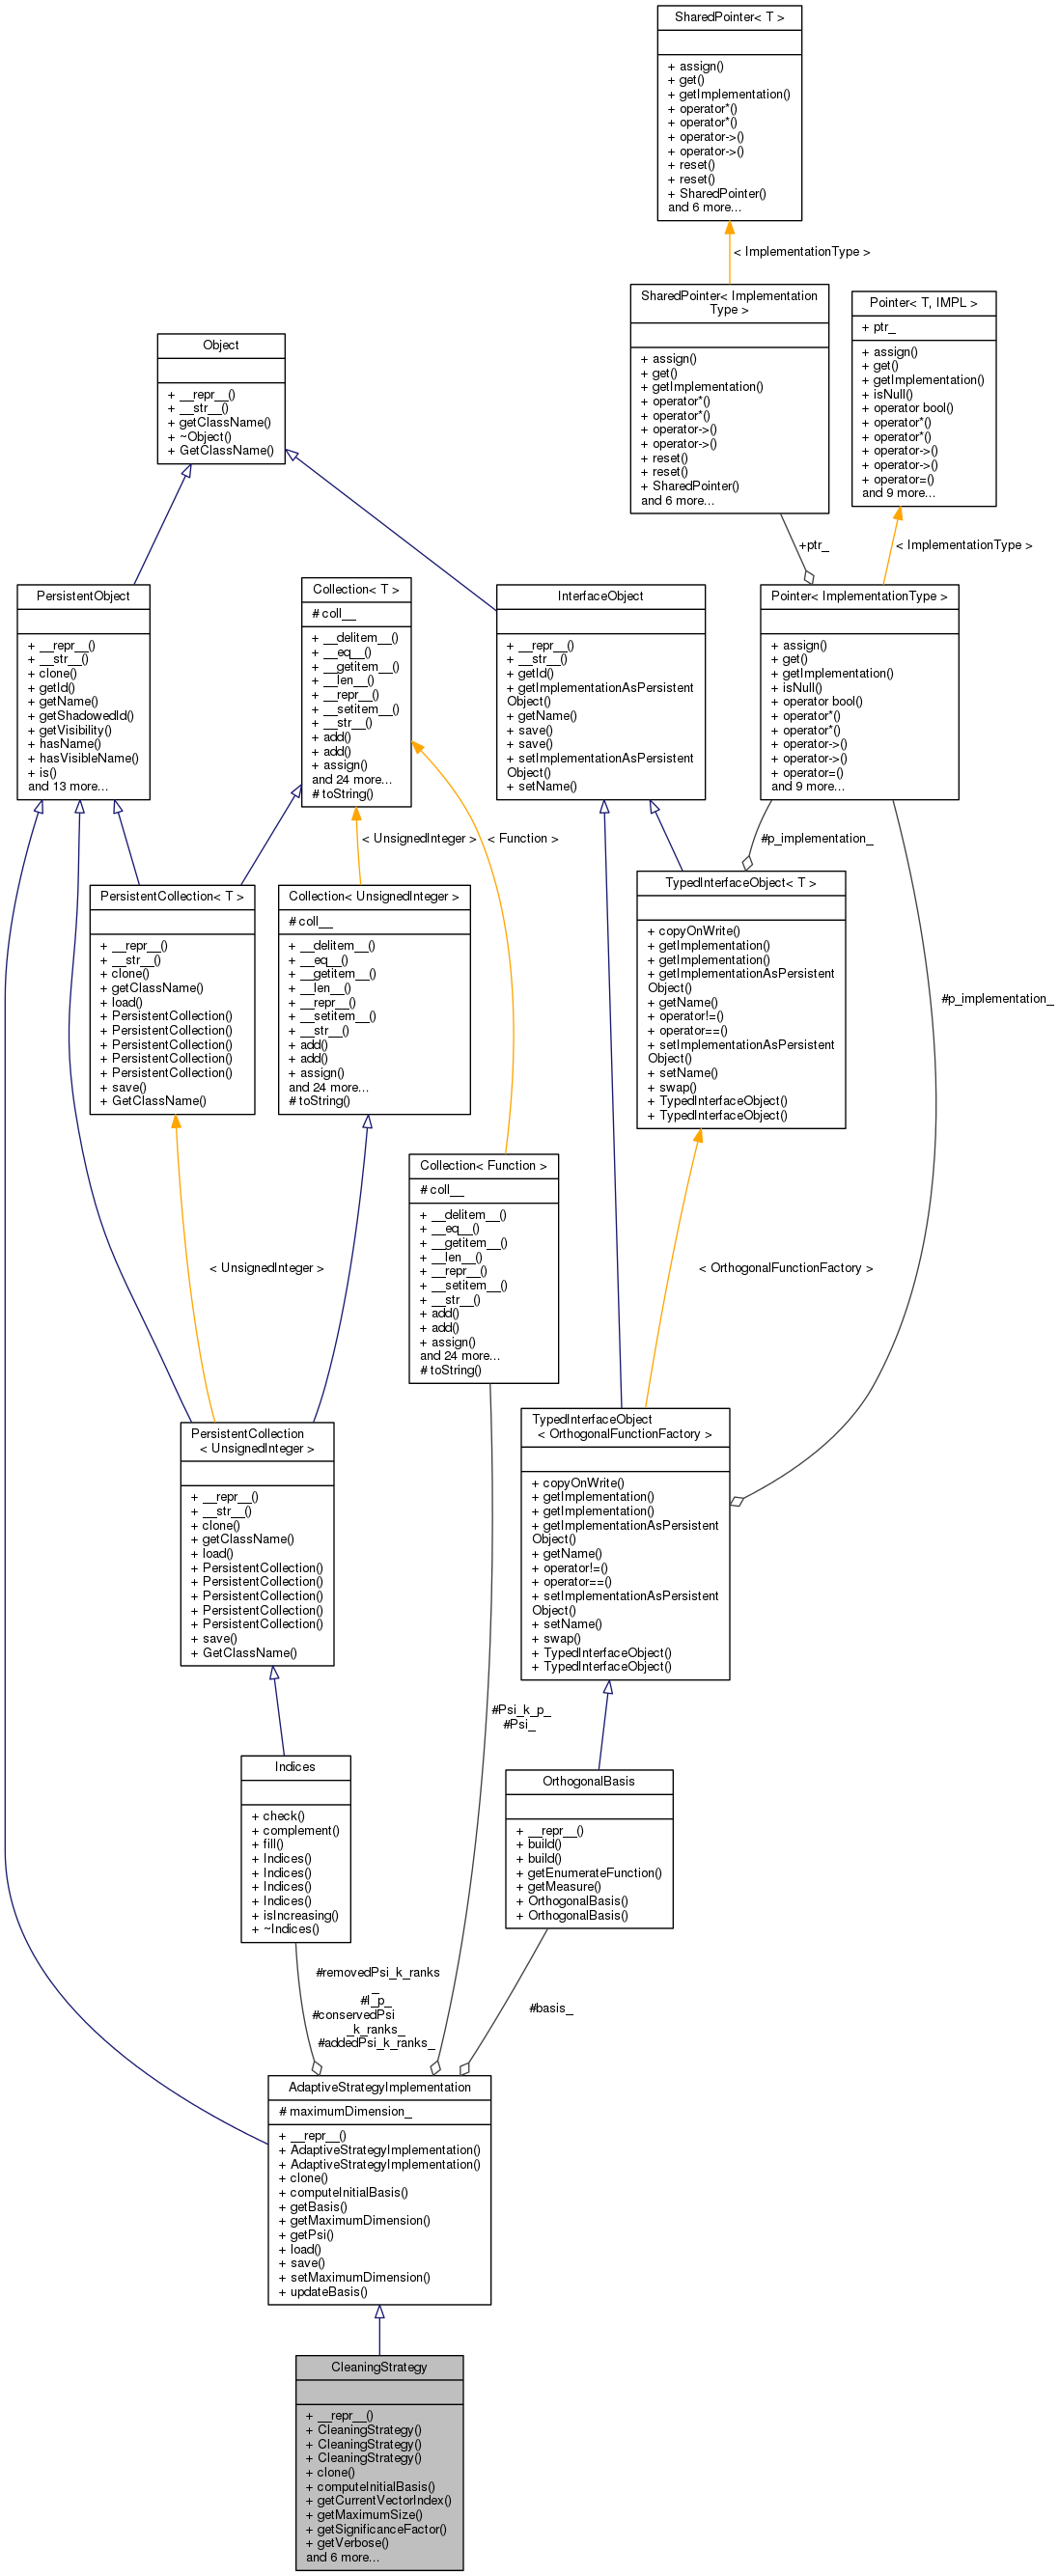 SharedPointer< T >
+ assign()
+ get()
+ getImplementation()
+ operator*()
+ operator*()
+ operator->()
+ operator->()
+ reset()
+ reset()
+ SharedPointer()
and 6 more...
< ImplementationType >
SharedPointer< Implementation
Type >
+ assign()
+ get()
+ getImplementation()
+ operator*()
+ operator*()
+ operator->()
+ operator->()
+ reset()
+ reset()
+ SharedPointer()
and 6 more...
Pointer< T, IMPL >
+ ptr_
+ assign()
+ get()
+ getImplementation()
+ isNull()
+ operator bool()
+ operator*()
+ operator*()
+ operator->()
+ operator->()
+ operator=()
and 9 more...
Object
+ __repr__()
+ __str__()
+ getClassName()
+ ~Object()
+ GetClassName()
+ptr_
< ImplementationType >
PersistentObject
+ __repr__()
+ __str__()
+ clone()
+ getId()
+ getName()
+ getShadowedId()
+ getVisibility()
+ hasName()
+ hasVisibleName()
+ is()
and 13 more...
Collection< T >
# coll__
+ __delitem__()
+ __eq__()
+ __getitem__()
+ __len__()
+ __repr__()
+ __setitem__()
+ __str__()
+ add()
+ add()
+ assign()
and 24 more...
# toString()
InterfaceObject
+ __repr__()
+ __str__()
+ getId()
+ getImplementationAsPersistent
Object()
+ getName()
+ save()
+ save()
+ setImplementationAsPersistent
Object()
+ setName()
Pointer< ImplementationType >
+ assign()
+ get()
+ getImplementation()
+ isNull()
+ operator bool()
+ operator*()
+ operator*()
+ operator->()
+ operator->()
+ operator=()
and 9 more...
< UnsignedInteger >
< Function >
#p_implementation_
PersistentCollection< T >
+ __repr__()
+ __str__()
+ clone()
+ getClassName()
+ load()
+ PersistentCollection()
+ PersistentCollection()
+ PersistentCollection()
+ PersistentCollection()
+ PersistentCollection()
+ save()
+ GetClassName()
Collection< UnsignedInteger >
# coll__
+ __delitem__()
+ __eq__()
+ __getitem__()
+ __len__()
+ __repr__()
+ __setitem__()
+ __str__()
+ add()
+ add()
+ assign()
and 24 more...
# toString()
TypedInterfaceObject< T >
+ copyOnWrite()
+ getImplementation()
+ getImplementation()
+ getImplementationAsPersistent
Object()
+ getName()
+ operator!=()
+ operator==()
+ setImplementationAsPersistent
Object()
+ setName()
+ swap()
+ TypedInterfaceObject()
+ TypedInterfaceObject()
#p_implementation_
Collection< Function >
# coll__
+ __delitem__()
+ __eq__()
+ __getitem__()
+ __len__()
+ __repr__()
+ __setitem__()
+ __str__()
+ add()
+ add()
+ assign()
and 24 more...
# toString()
< UnsignedInteger >
< OrthogonalFunctionFactory >
PersistentCollection
< UnsignedInteger >
+ __repr__()
+ __str__()
+ clone()
+ getClassName()
+ load()
+ PersistentCollection()
+ PersistentCollection()
+ PersistentCollection()
+ PersistentCollection()
+ PersistentCollection()
+ save()
+ GetClassName()
TypedInterfaceObject
< OrthogonalFunctionFactory >
+ copyOnWrite()
+ getImplementation()
+ getImplementation()
+ getImplementationAsPersistent
Object()
+ getName()
+ operator!=()
+ operator==()
+ setImplementationAsPersistent
Object()
+ setName()
+ swap()
+ TypedInterfaceObject()
+ TypedInterfaceObject()
#Psi_k_p_
#Psi_
Indices
+ check()
+ complement()
+ fill()
+ Indices()
+ Indices()
+ Indices()
+ Indices()
+ isIncreasing()
+ ~Indices()
OrthogonalBasis
+ __repr__()
+ build()
+ build()
+ getEnumerateFunction()
+ getMeasure()
+ OrthogonalBasis()
+ OrthogonalBasis()
#removedPsi_k_ranks
_
#I_p_
#conservedPsi
_k_ranks_
#addedPsi_k_ranks_
#basis_
AdaptiveStrategyImplementation
# maximumDimension_
+ __repr__()
+ AdaptiveStrategyImplementation()
+ AdaptiveStrategyImplementation()
+ clone()
+ computeInitialBasis()
+ getBasis()
+ getMaximumDimension()
+ getPsi()
+ load()
+ save()
+ setMaximumDimension()
+ updateBasis()
CleaningStrategy
+ __repr__()
+ CleaningStrategy()
+ CleaningStrategy()
+ CleaningStrategy()
+ clone()
+ computeInitialBasis()
+ getCurrentVectorIndex()
+ getMaximumSize()
+ getSignificanceFactor()
+ getVerbose()
and 6 more...